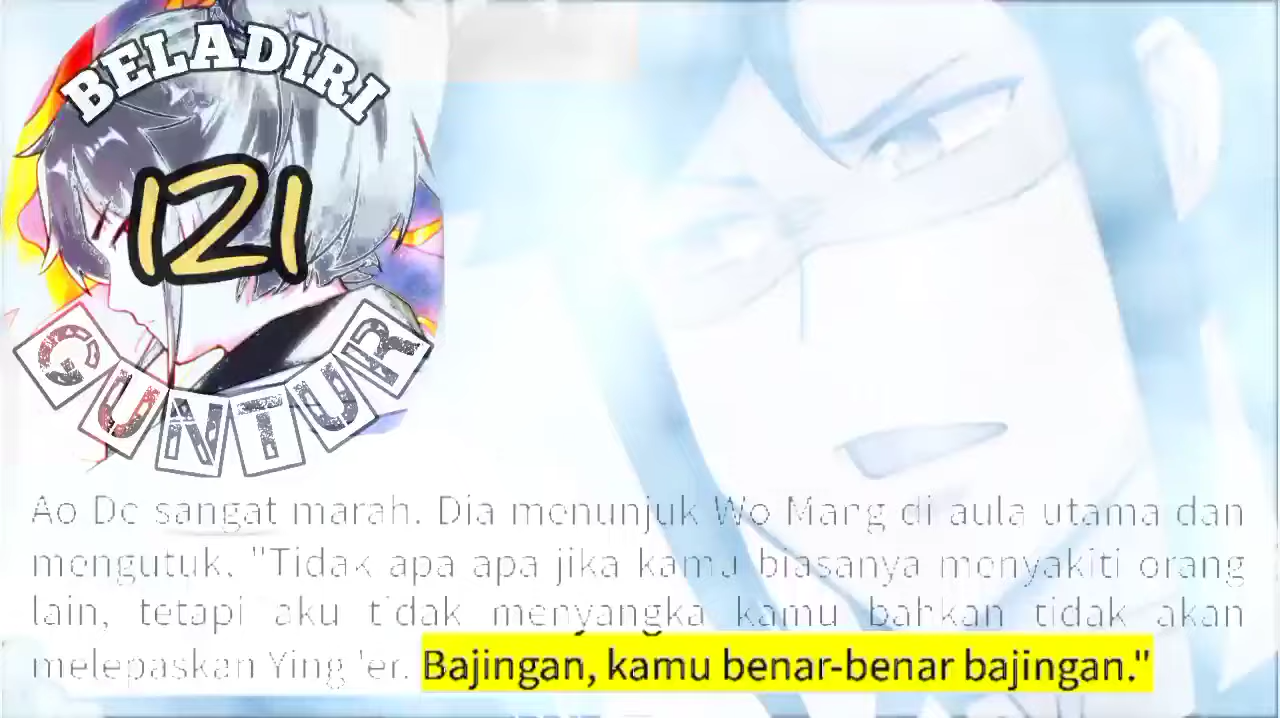 BELADIRI
121
GUNTUR
Ao De sangat marah. Dia menunjuk Wo Mang di aula utama dan
mengutuk. "Tidak apa apa jika kamu biasanya menyakiti orang
lain, tetapi aku tidak menyangka kamu bahkan tidak akan
melepaskan Ying 'er. Bajingan, kamu benar-benar bajingan."